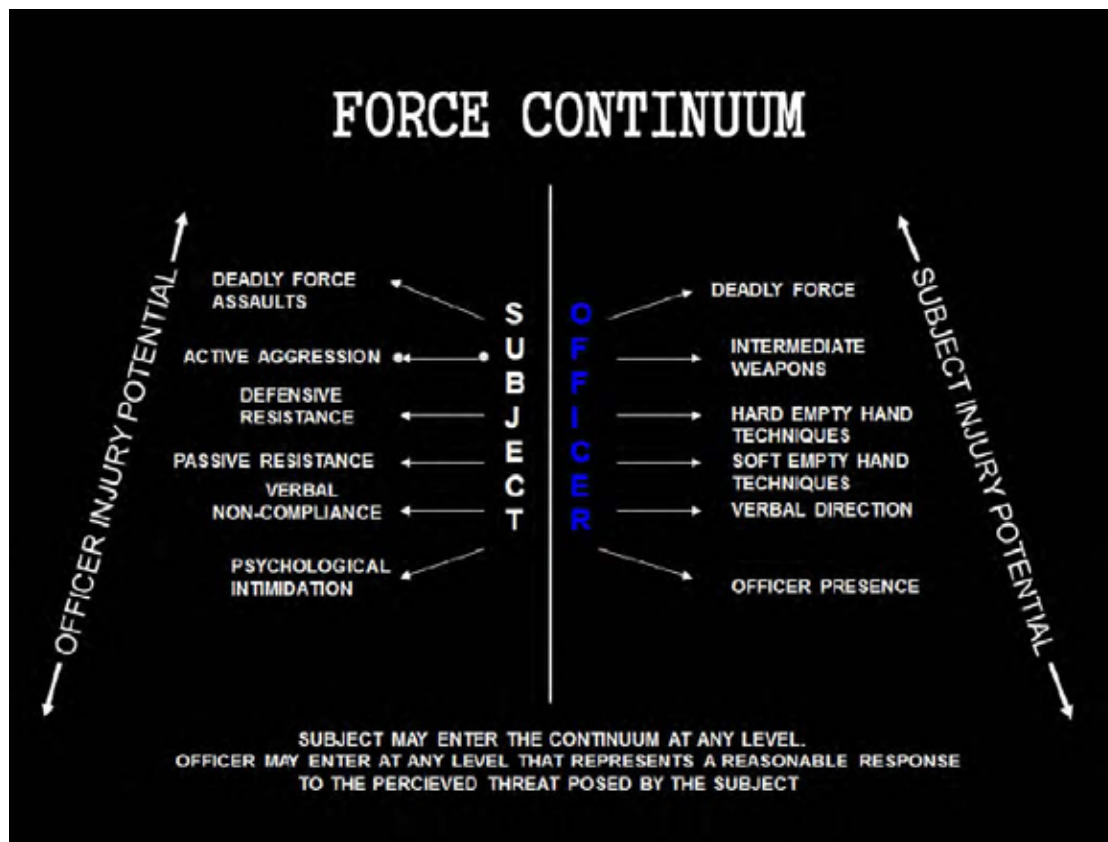 FORCE CONTINUUM
OFFICER INJURY POTENTIAL
DEADLY FORCE
ASSAULTS
ACTIVE AGGRESSION
DEFENSIVE
RESISTANCE
PASSIVE RESISTANCE
VERBAL
NON-COMPLIANCE
PSYCHOLOGICAL
INTIMIDATION
SUBJECT
OFFICER
DEADLY FORCE
INTERMEDIATE
WEAPONS
HARD EMPTY HAND
TECHNIQUES
SOFT EMPTY HAND
TECHNIQUES
VERBAL DIRECTION
OFFICER PRESENCE
SUBJECT INJURY POTENTIAL
SUBJECT MAY ENTER THE CONTINUUM AT ANY LEVEL.
OFFICER MAY ENTER AT ANY LEVEL THAT REPRESENTS A REASONABLE RESPONSE
TO THE PERCIEVED THREAT POSED BY THE SUBJECT